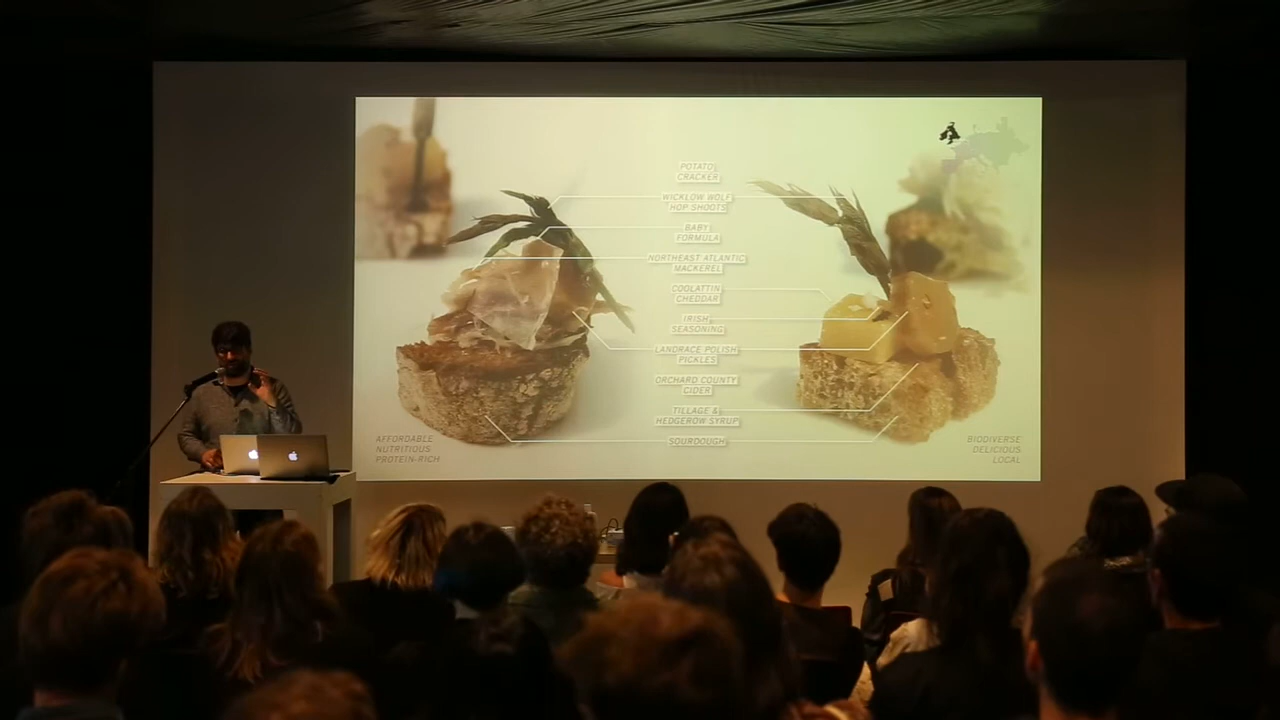 POTATO
CRACKER
WICKLOW WOLF
HOP SHOOTS
BABY
FORMULA
NORTHEAST ATLANTIC
MACKEREL
COOLATTIN
CHEDDAR
IRISH
SEASONING
LANDRACE POLISH
PICKLES
ORCHARD COUNTY
CIDER
TILLAGE &
HEDGEROW SYRUP
SOURDOUGH
AFFORDABLE
NUTRITIOUS
PROTEIN-RICH
BIODIVERSE
DELICIOUS
LOCAL